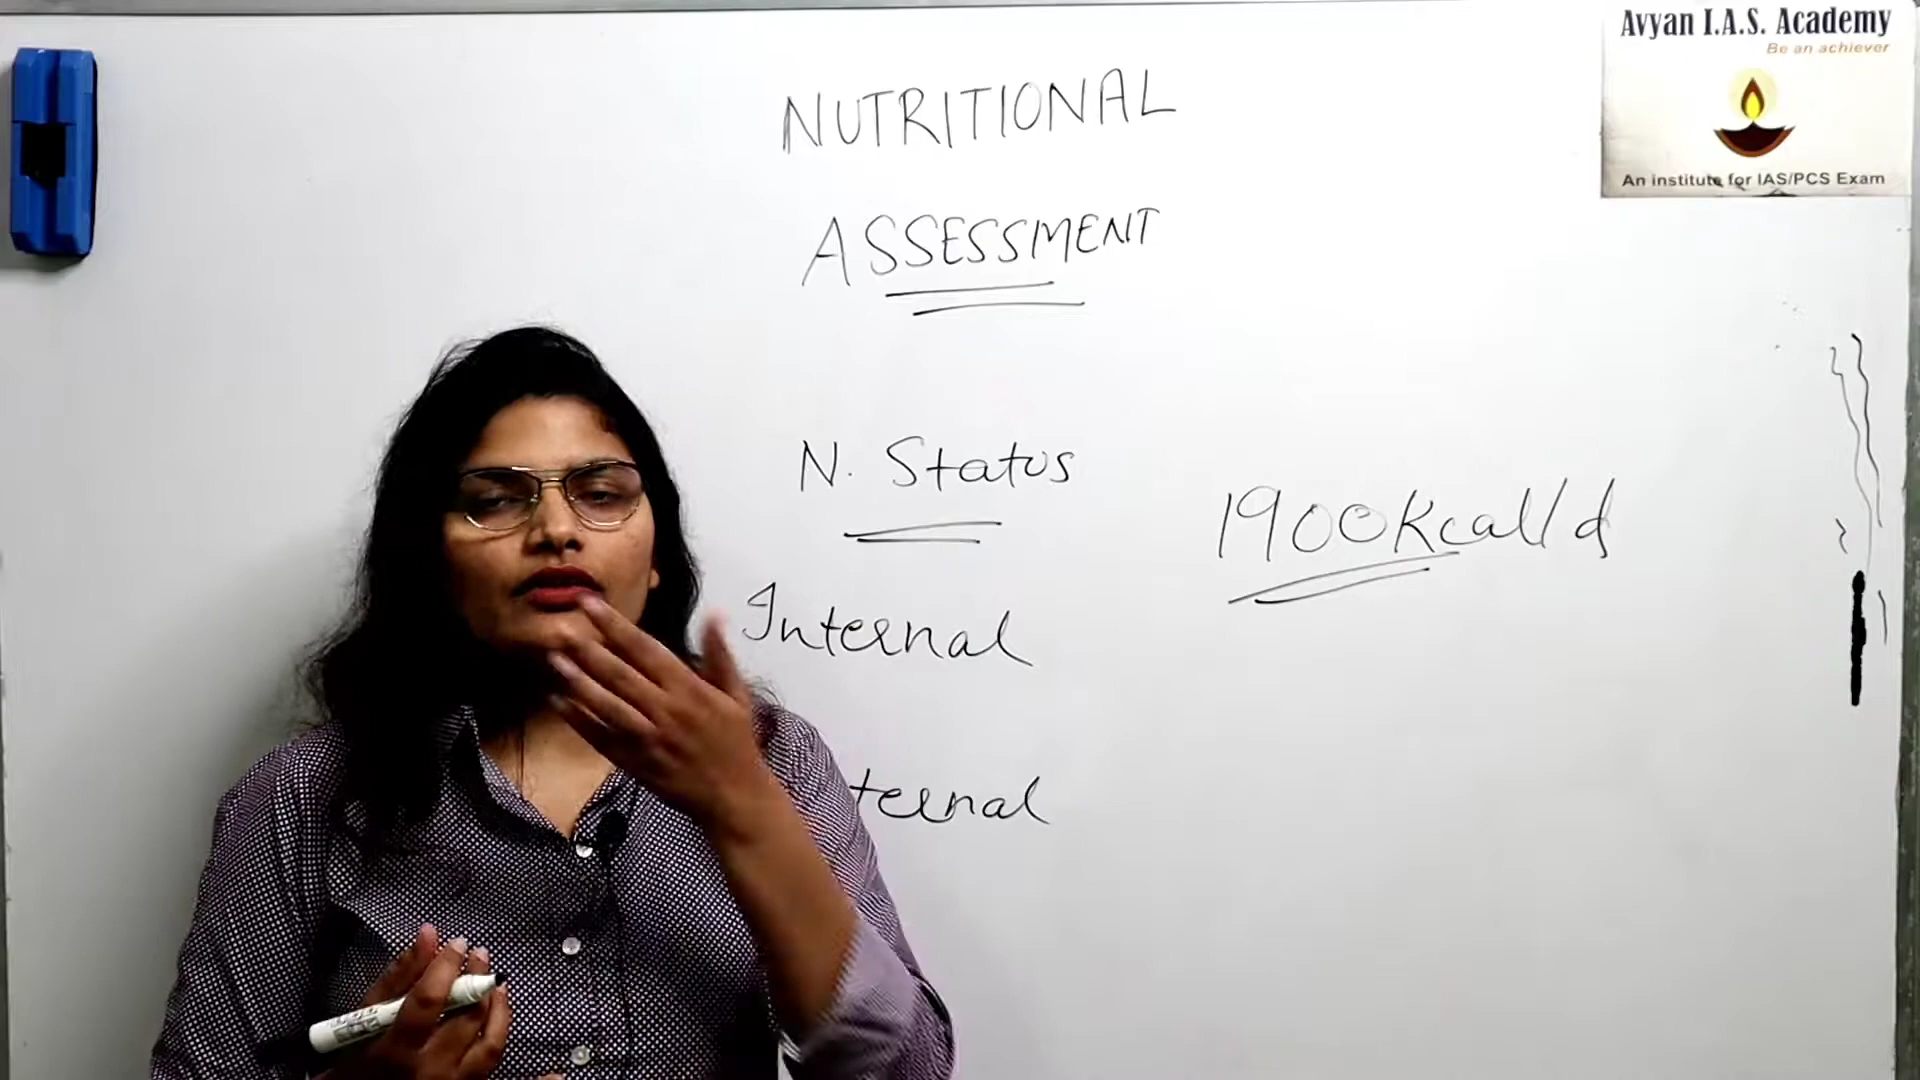 Avyan I.A.S. Academy
Be an achiever
An institute for IAS/PCS Exam
NUTRITIONAL
ASSESSMENT
N. Status
1900Kcal/d
Internal
ternal